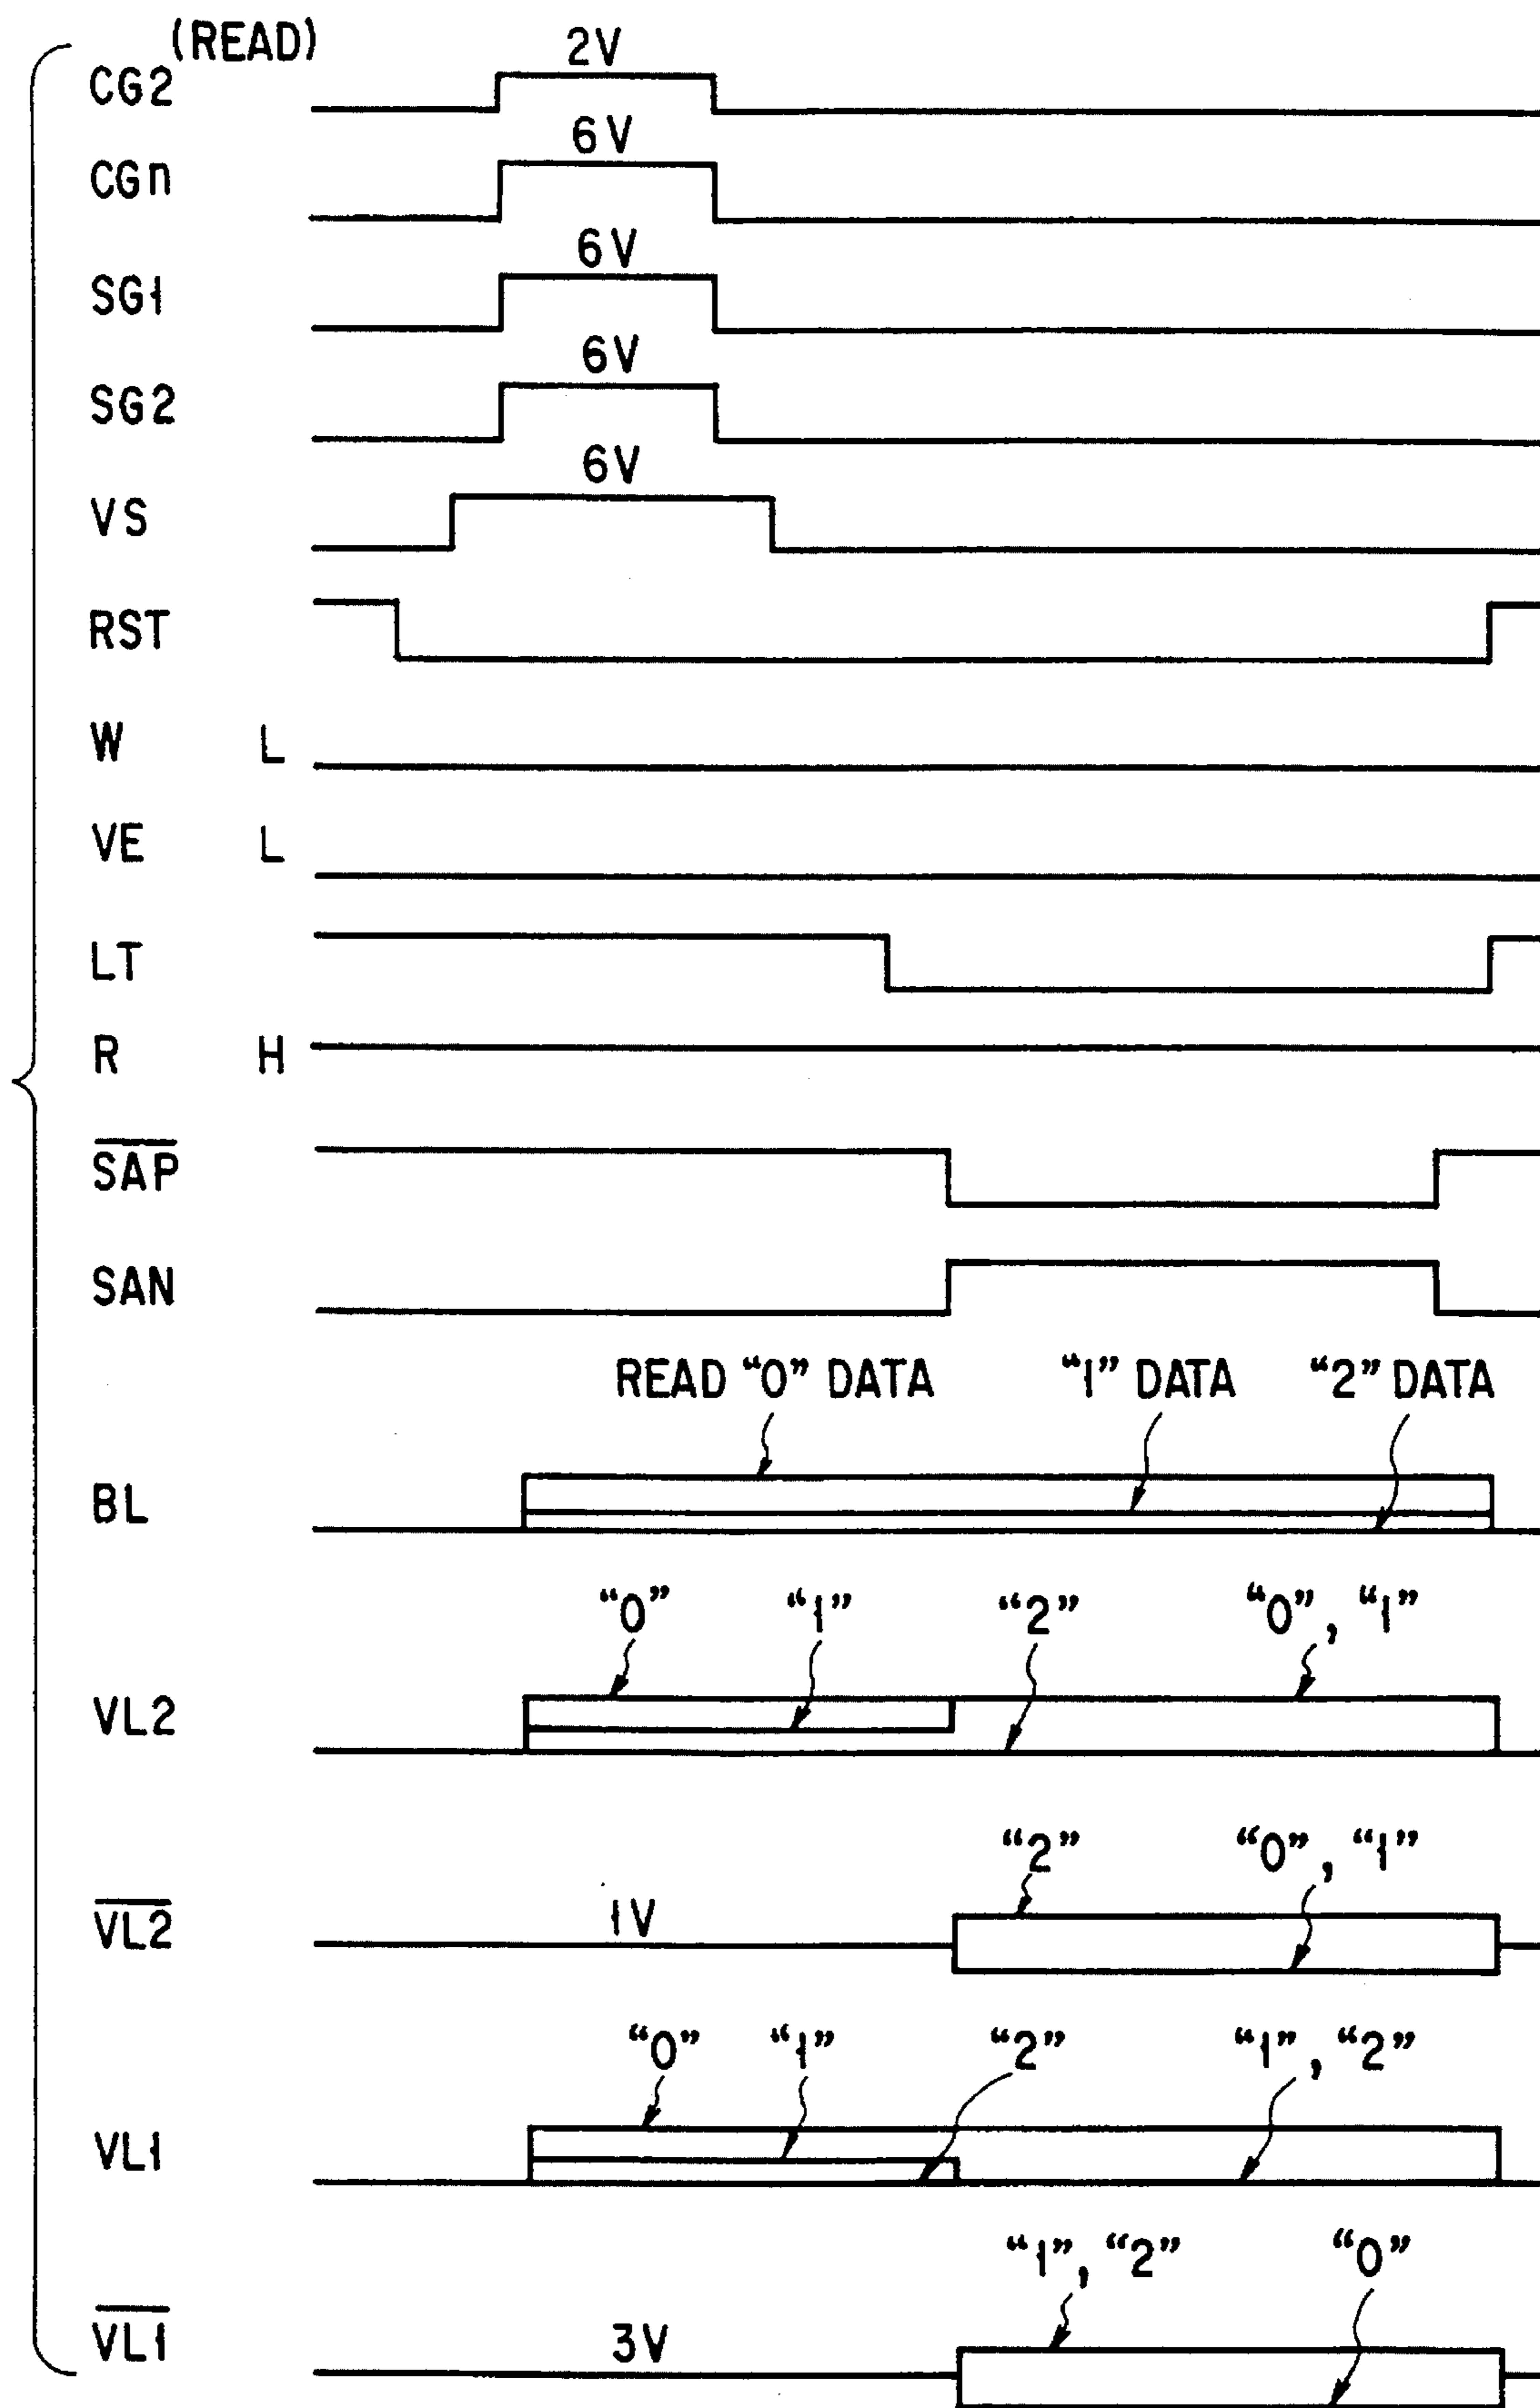 (READ)
CG2 2V
CGn 6V
SG1 6V
SG2 6V
VS 6V
RST
W L
VE L
LT
R H
SAP
SAN
READ “0” DATA “1” DATA “2” DATA
BL
“0” “1” “2” “0”, “1”
VL2
“2” “0”, “1”
VL2 1V
“0” “1” “2” “1”, “2”
VL1
“1”, “2” “0”
VL1 3V